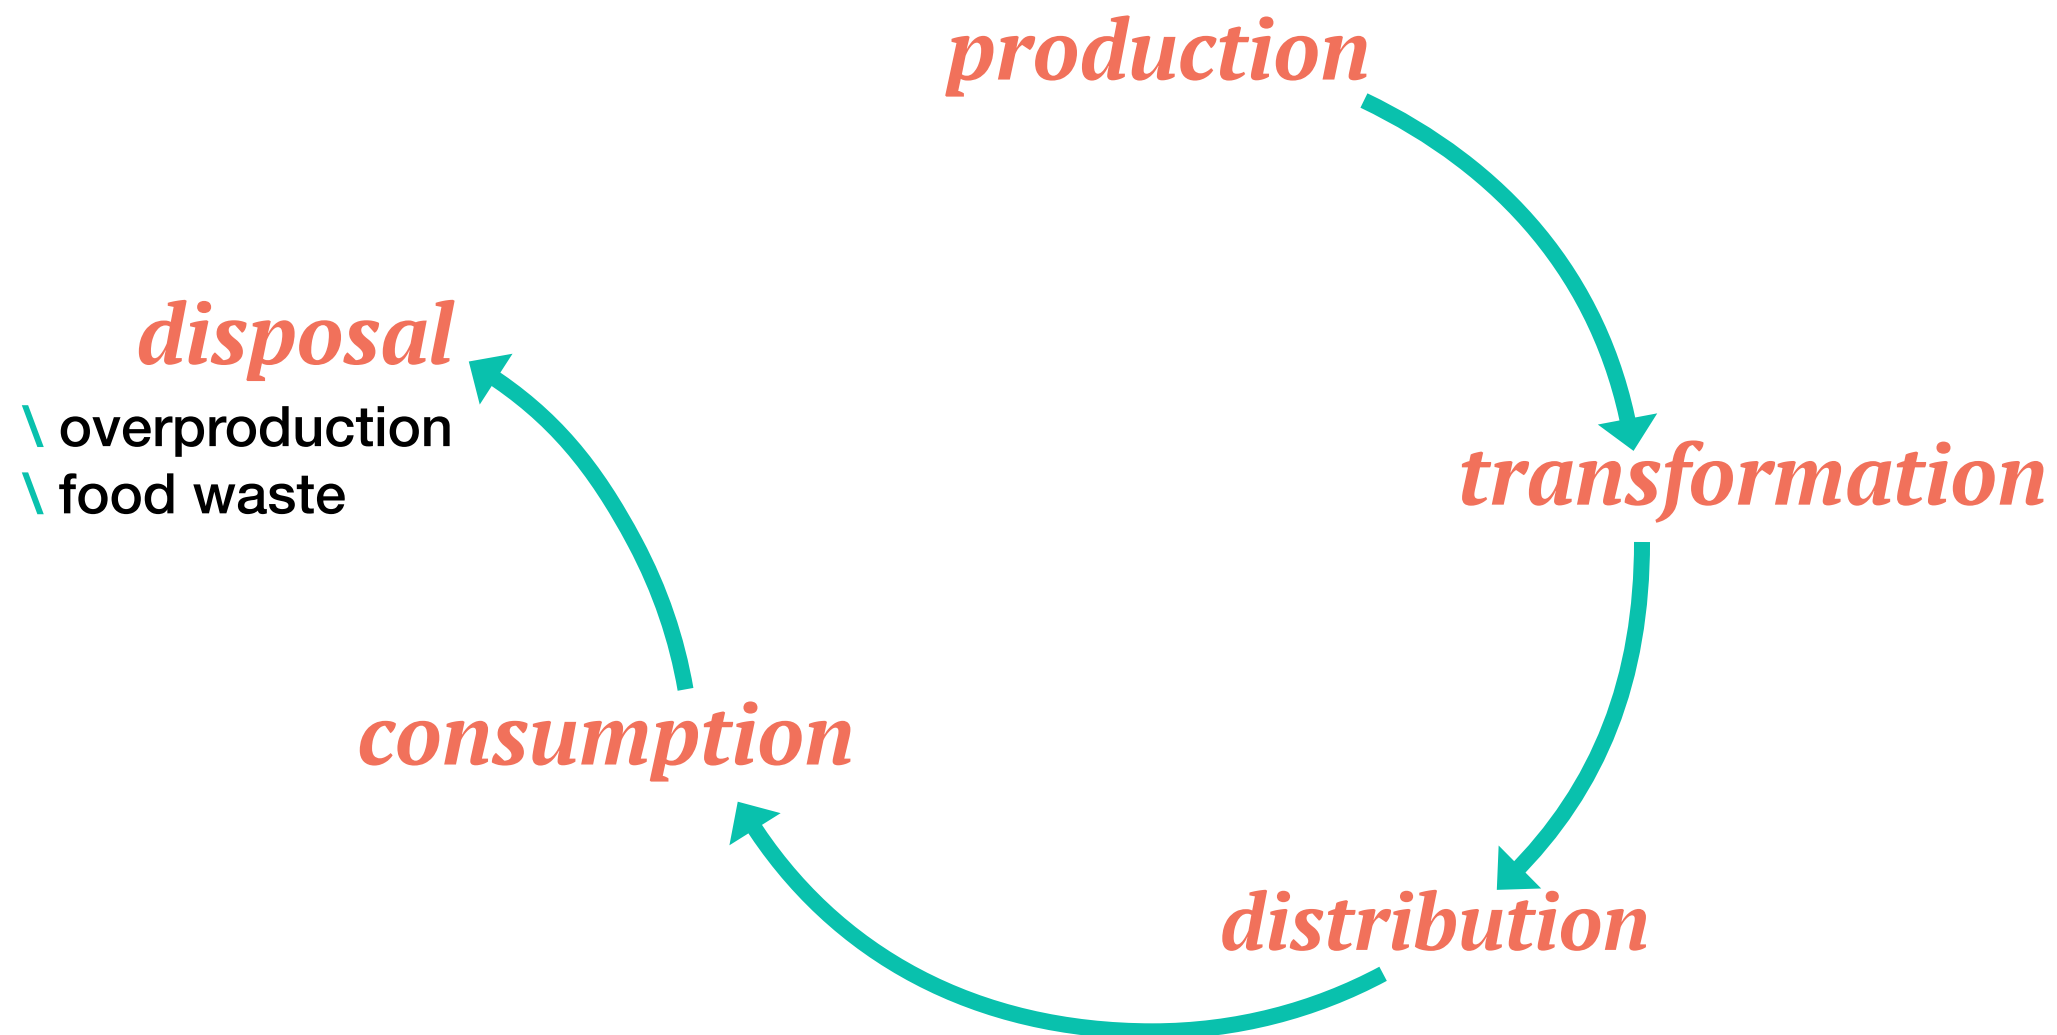 production
disposal
\ overproduction
\ food waste
transformation
consumption
distribution